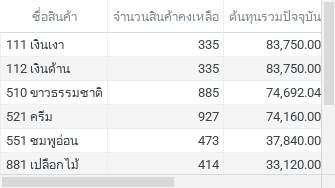 ชื่อสินค้า จำนวนสินค้าคงเหลือ ต้นทุนรวมปัจจุบัน
111 เงินเงา 335 83,750.00
112 เงินด้าน 335 83,750.00
510 ขาวธรรมชาติ 885 74,692.04
521 ครีม 927 74,160.00
551 ชมพูอ่อน 473 37,840.00
881 เปลือกไม้ 414 33,120.00